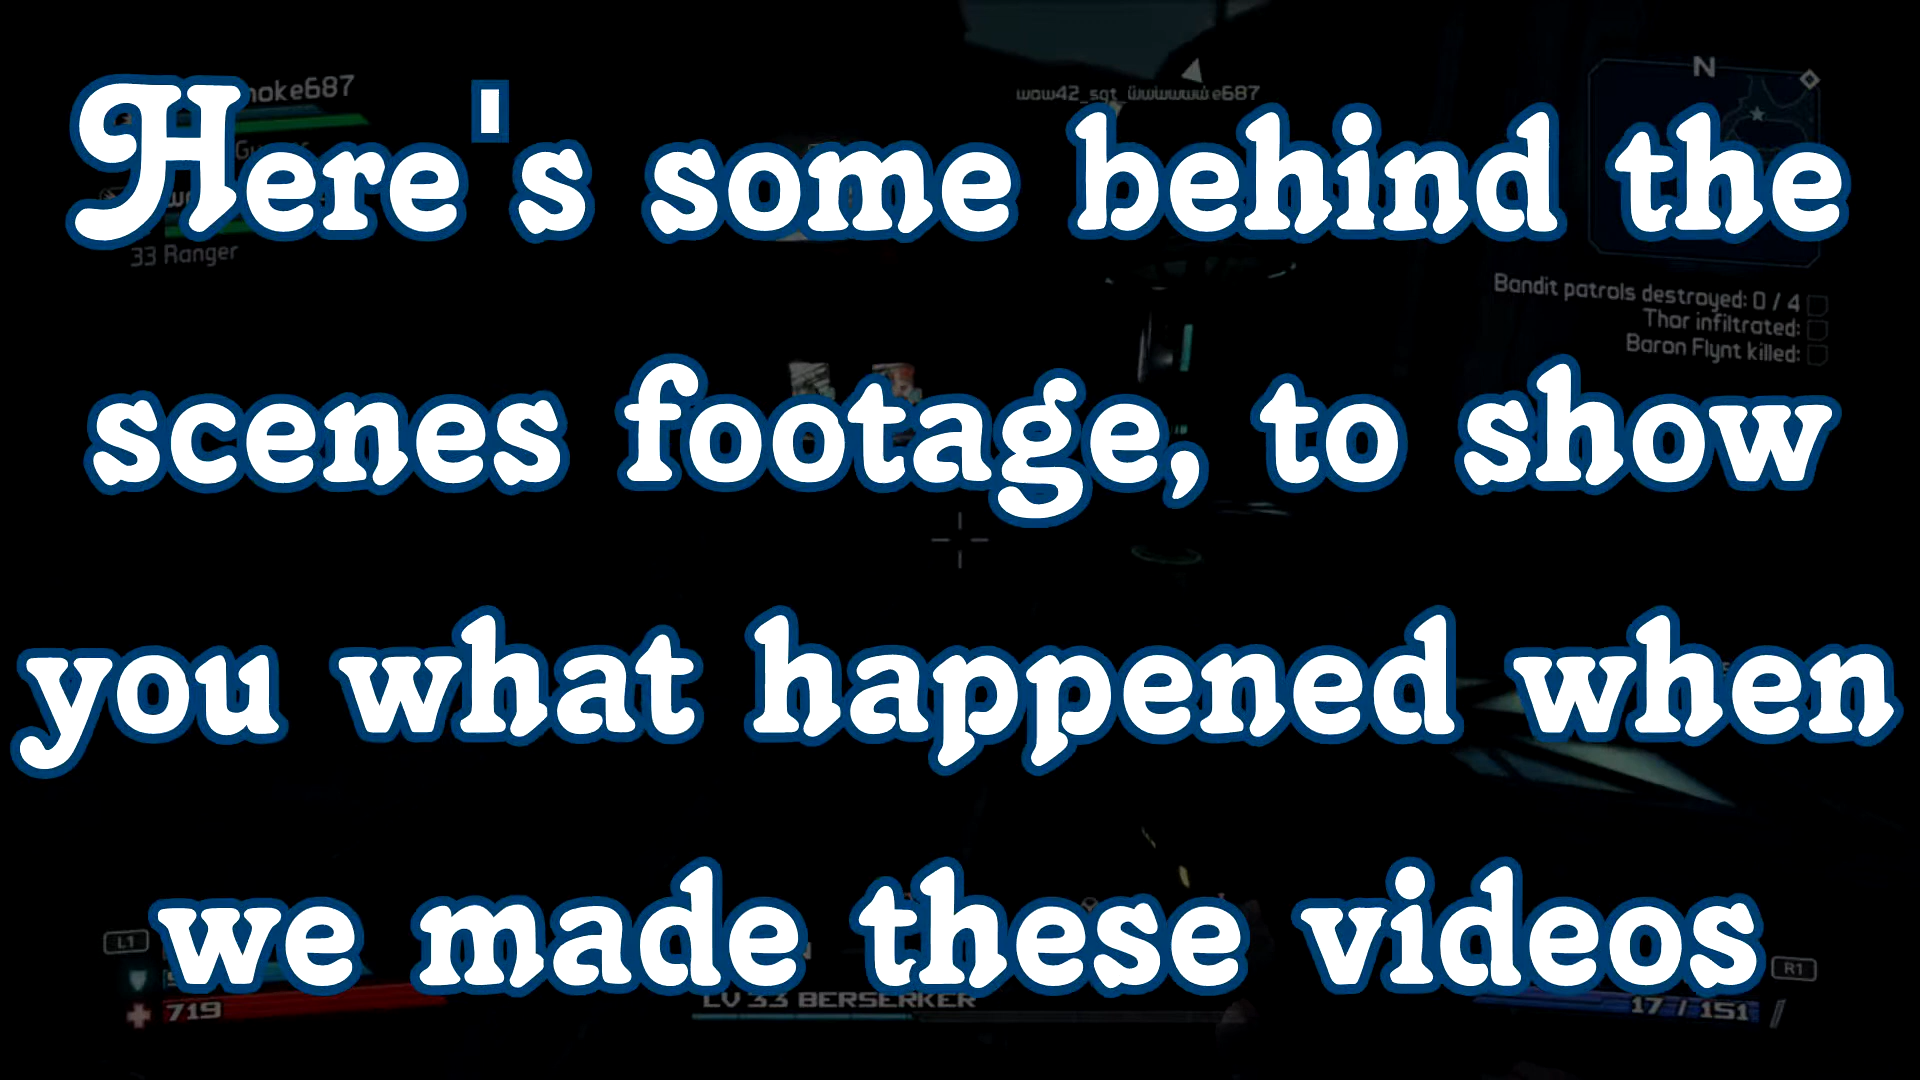 Here's some behind the
scenes footage, to show
you what happened when
we made these videos
33 Ranger
N
Bandit patrols destroyed: 0 / 4
Thor infiltrated:
Baron Flynt killed:
L1
719
LV 33 BERSERKER
R1
17 / 151